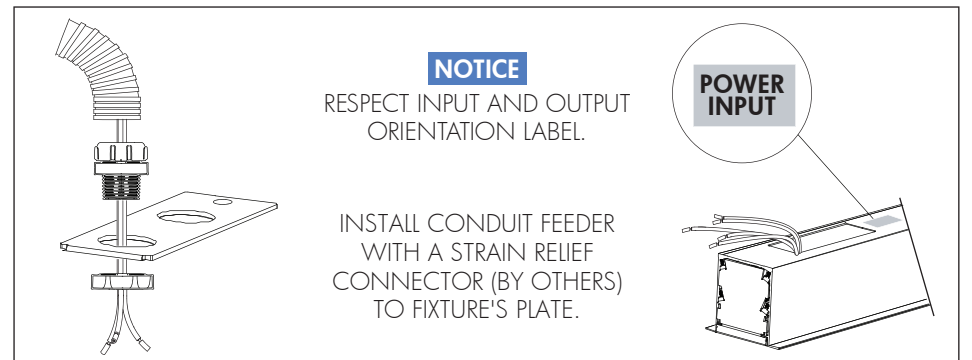 NOTICE
RESPECT INPUT AND OUTPUT
ORIENTATION LABEL.
INSTALL CONDUIT FEEDER
WITH A STRAIN RELIEF
CONNECTOR (BY OTHERS)
TO FIXTURE'S PLATE.
POWER
INPUT